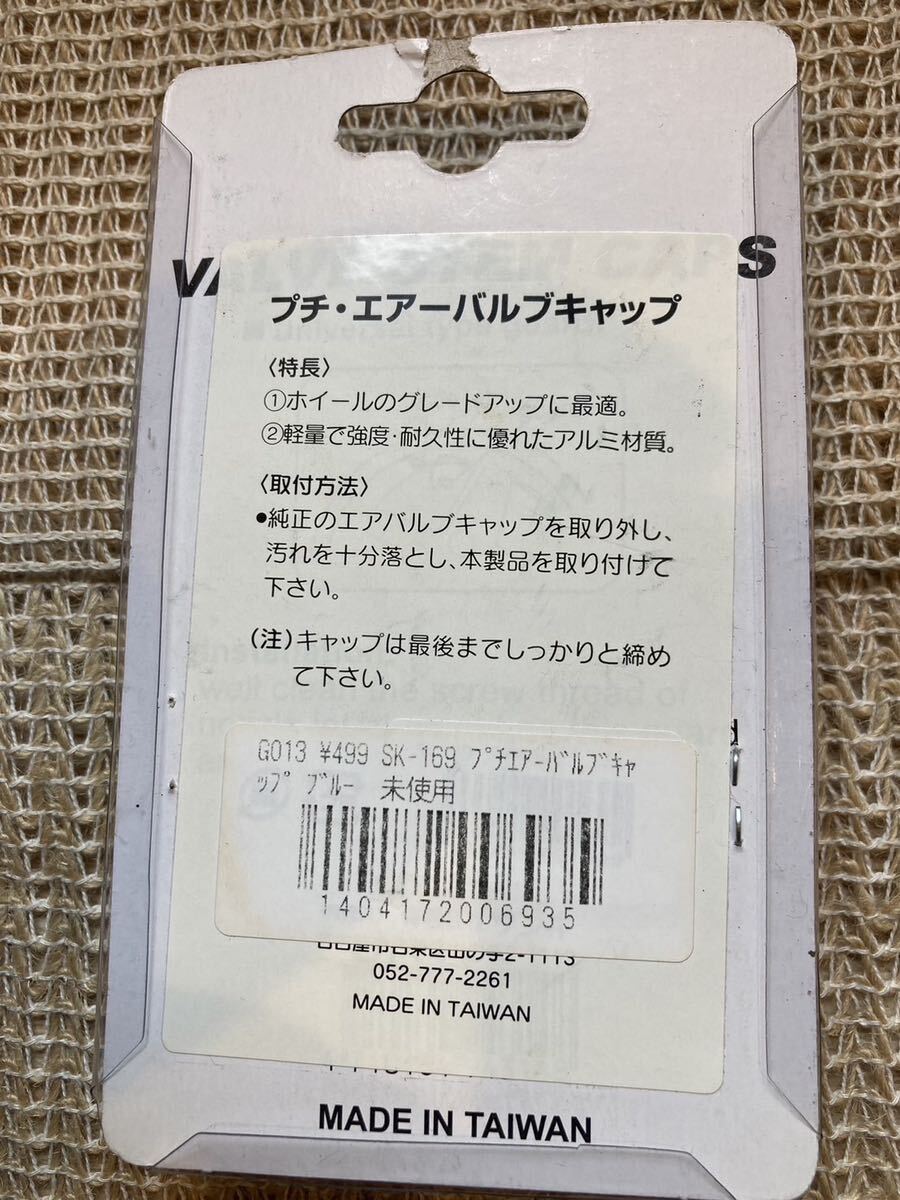 プチ・エアーバルブキャップ
〈特長〉
①ホイールのグレードアップに最適。
②軽量で強度・耐久性に優れたアルミ材質。
〈取付方法〉
●純正のエアバルブキャップを取り外し、
汚れを十分落とし、本製品を取り付けて
下さい。
(注)キャップは最後までしっかりと締め
て下さい。
G013 ¥499 SK-169 プチエアーバルブキャ
ップ ブルー 未使用
1404172006935
052-777-2261
MADE IN TAIWAN
MADE IN TAIWAN